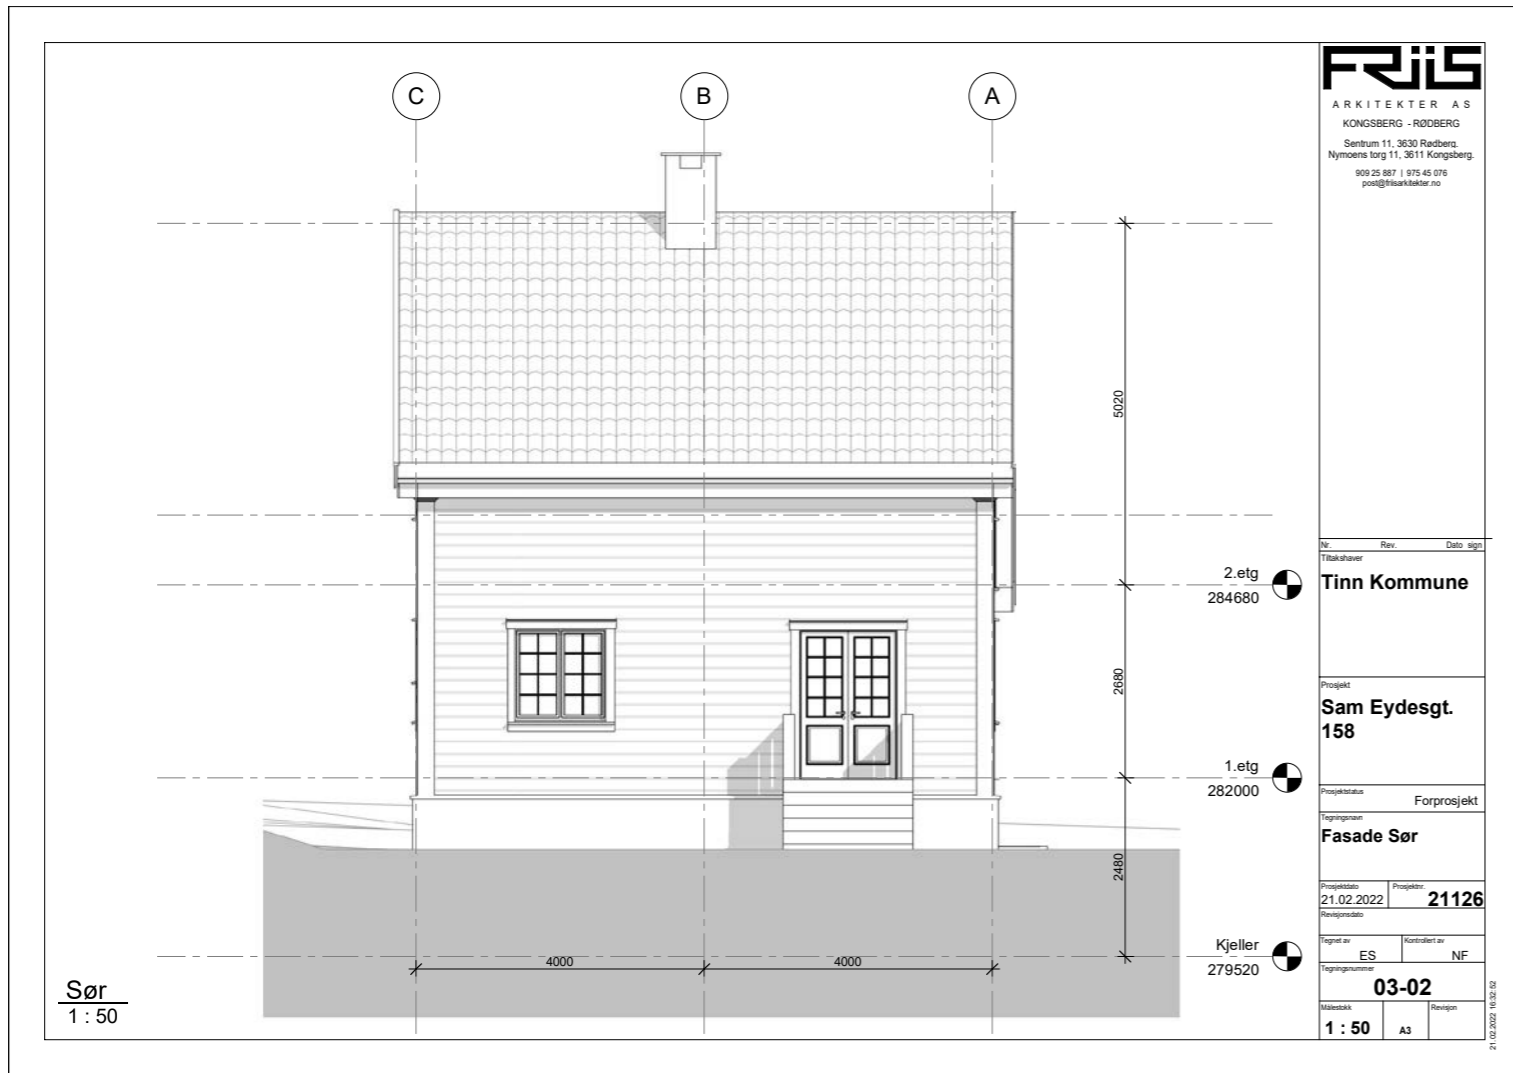 C
B
A
5020
2680
2480
4000
4000
2.etg
284680
1.etg
282000
Kjeller
279520
Sør
1 : 50
FRIIS
ARKITEKTER AS
KONGSBERG - RØDBERG
Sentrum 11, 3630 Rødberg.
Nymoens torg 11, 3611 Kongsberg.
909 25 887 | 975 45 076
post@friisarkitekter.no
Nr. Rev. Dato sign
Tiltakshaver
Tinn Kommune
Prosjekt
Sam Eydesgt.
158
Prosjektstatus
Forprosjekt
Tegningsnavn
Fasade Sør
Prosjektdato Prosjektnr.
21.02.2022 21126
Revisjonsdato
Tegnet av Kontrollert av
ES NF
Tegningsnummer
03-02
Målestokk Revisjon
1 : 50 A3
21.02.2022 16:32:52